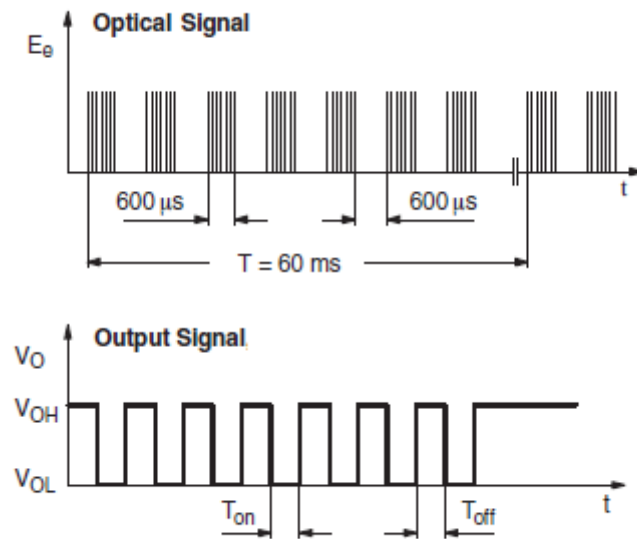 Optical Signal
Ee
600 μs 600 μs
t
T = 60 ms
Output Signal
VO
VOH
VOL
Ton Toff t